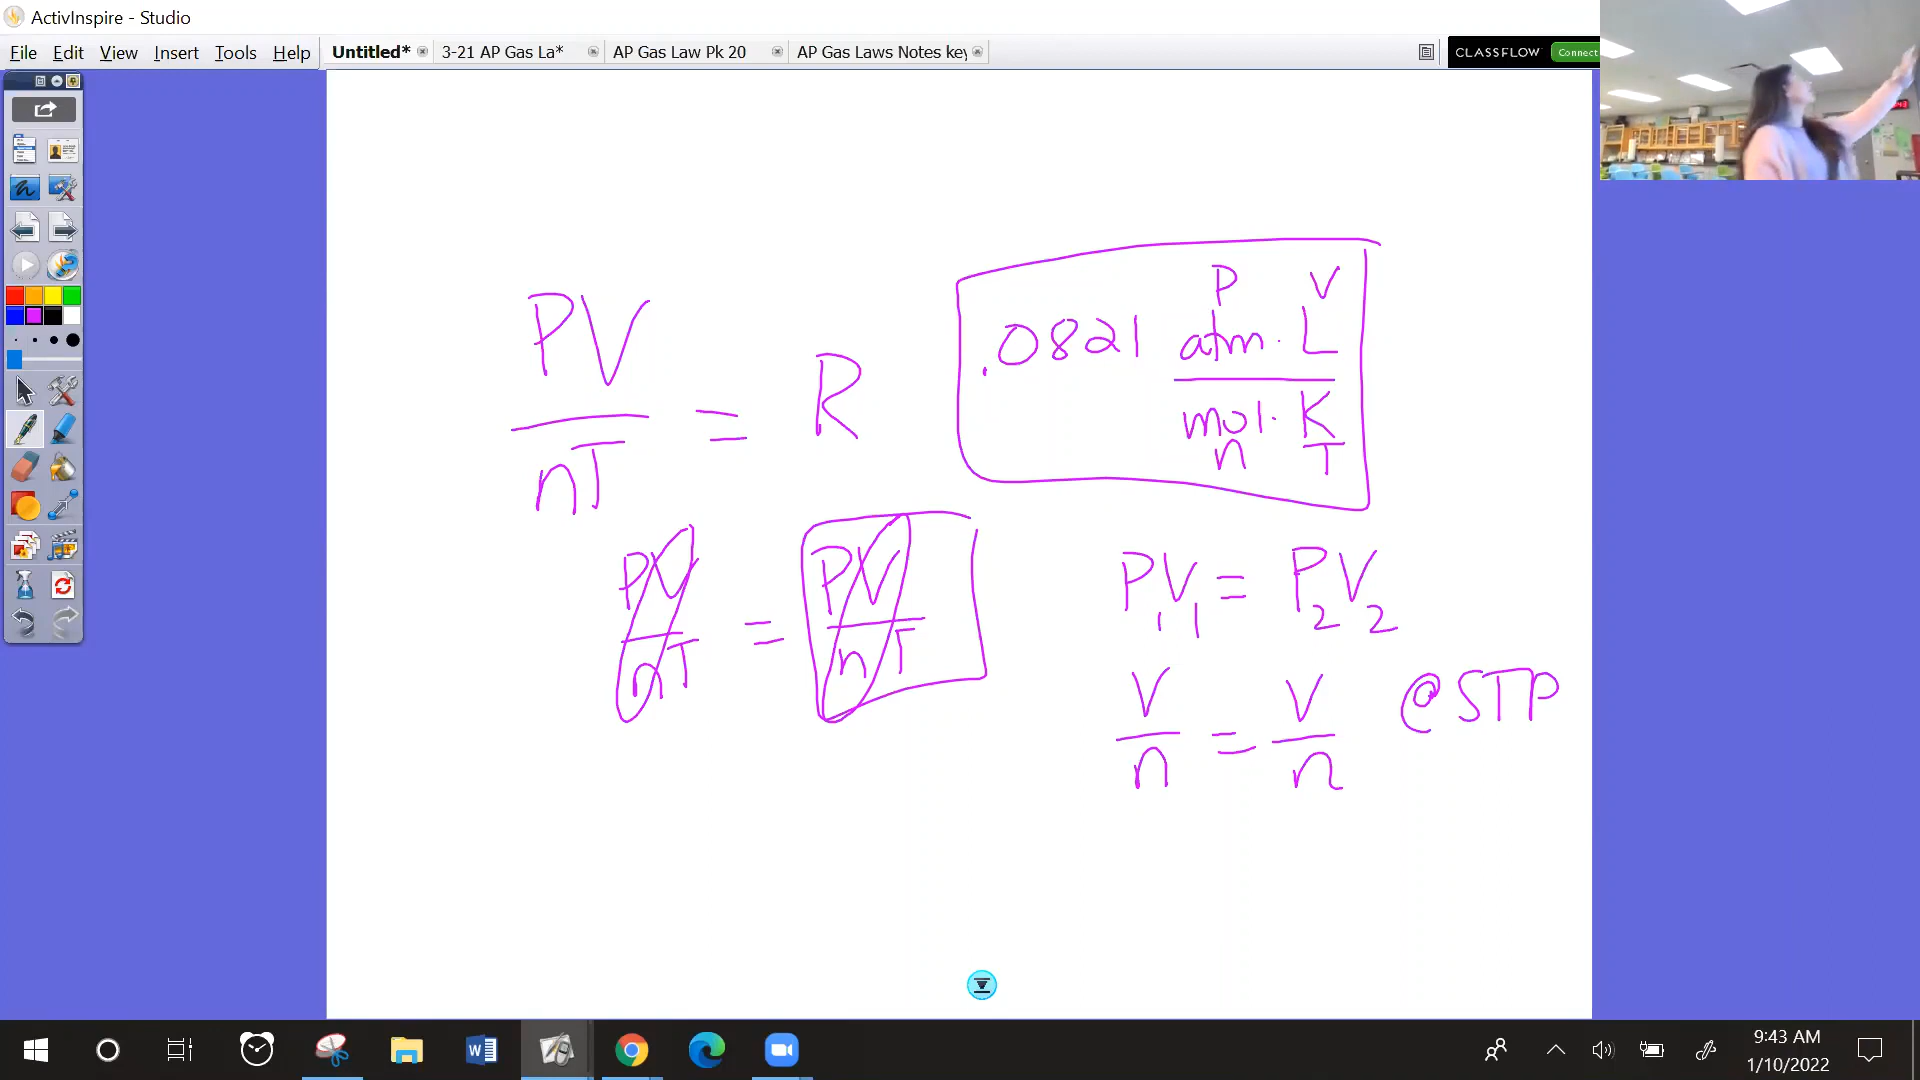 ActivInspire - Studio
File Edit View Insert Tools Help
Untitled* 3-21 AP Gas La* AP Gas Law Pk 20 AP Gas Laws Notes key
CLASSFLOW Connect
PV
nT
= R
P V
.0821 atm. L
mol. K
n T
PV
nT
=
PV
nT
P1V1 = P2V2
V
n
=
V
n
@STP
9:43 AM
1/10/2022